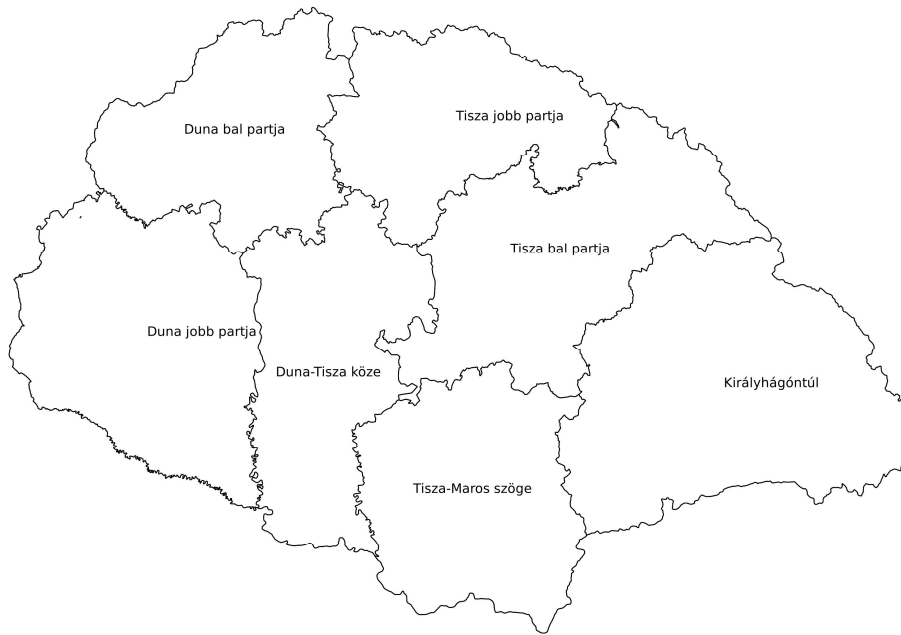 Tisza jobb partja
Duna bal partja
Tisza bal partja
Duna jobb partja
Duna-Tisza köze
Királyhágóntúl
Tisza-Maros szöge